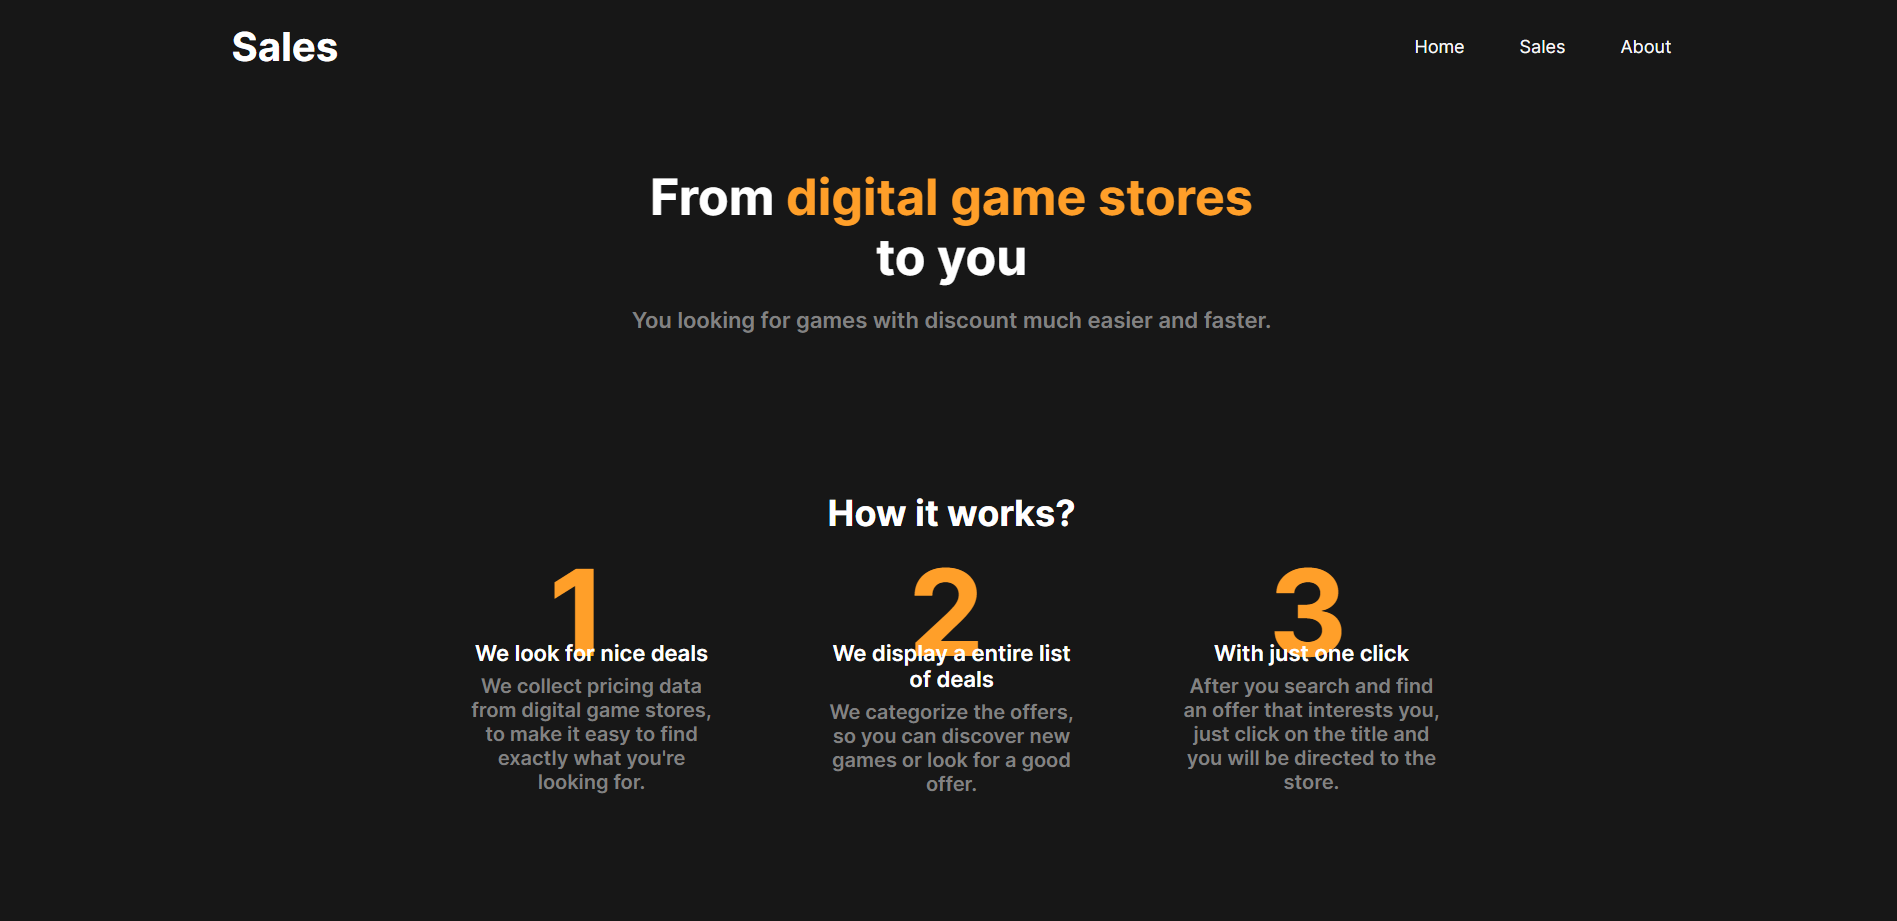 Sales
Home Sales About
From digital game stores
to you
You looking for games with discount much easier and faster.
How it works?
1
We look for nice deals
We collect pricing data
from digital game stores,
to make it easy to find
exactly what you're
looking for.
2
We display a entire list
of deals
We categorize the offers,
so you can discover new
games or look for a good
offer.
3
With just one click
After you search and find
an offer that interests you,
just click on the title and
you will be directed to the
store.